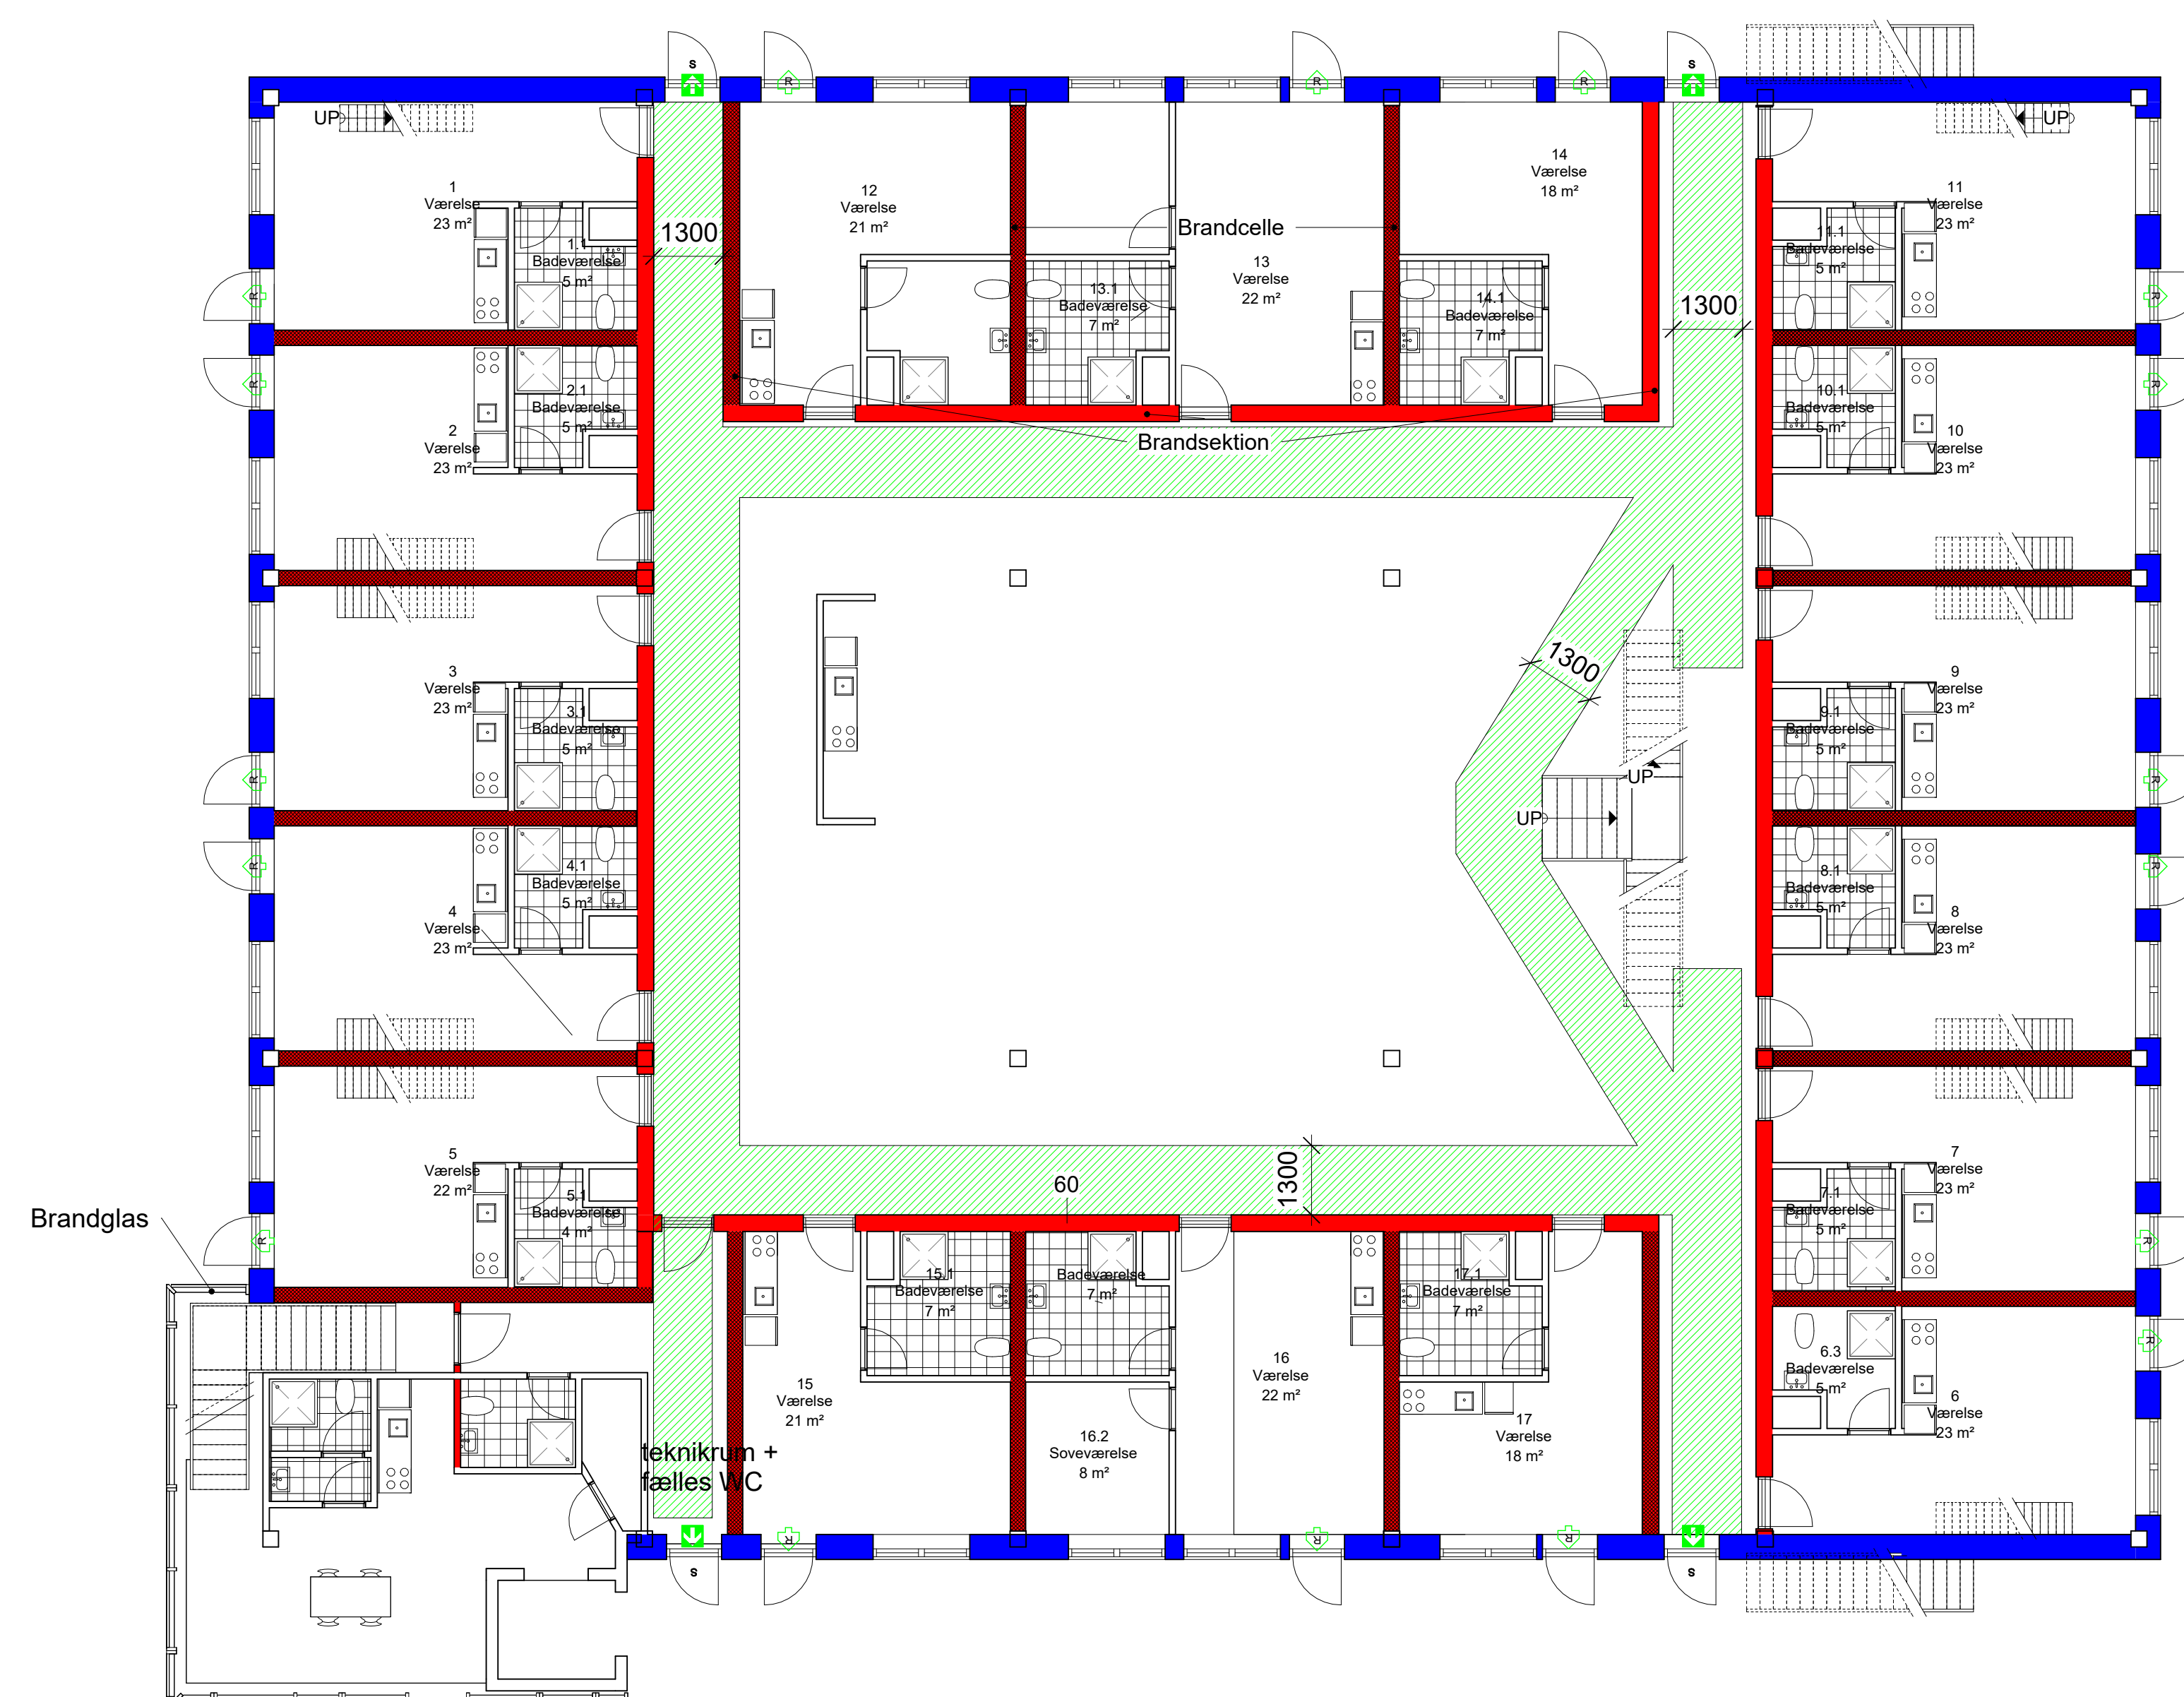 S
R
R
R
S
UP
UP
1
Værelse
23 m²
1.1
Badeværelse
5 m²
1300
12
Værelse
21 m²
Brandcelle
13
Værelse
22 m²
13.1
Badeværelse
7 m²
14
Værelse
18 m²
14.1
Badeværelse
7 m²
1300
11
Værelse
23 m²
11.1
Badeværelse
5 m²
R
R
R
R
2.1
Badeværelse
5 m²
2
Værelse
23 m²
Brandsektion
10.1
Badeværelse
5 m²
10
Værelse
23 m²
3
Værelse
23 m²
3.1
Badeværelse
5 m²
1300
9
Værelse
23 m²
9.1
Badeværelse
5 m²
R
R
UP
UP
R
R
4.1
Badeværelse
5 m²
4
Værelse
23 m²
8.1
Badeværelse
5 m²
8
Værelse
23 m²
5
Værelse
22 m²
5.1
Badeværelse
4 m²
60
1300
7
Værelse
23 m²
7.1
Badeværelse
5 m²
Brandglas
R
R
15.1
Badeværelse
7 m²
Badeværelse
7 m²
17.1
Badeværelse
7 m²
R
15
Værelse
21 m²
16
Værelse
22 m²
6.3
Badeværelse
5 m²
6
Værelse
23 m²
16.2
Soveværelse
8 m²
17
Værelse
18 m²
teknikrum +
fælles WC
R
R
R
S
S